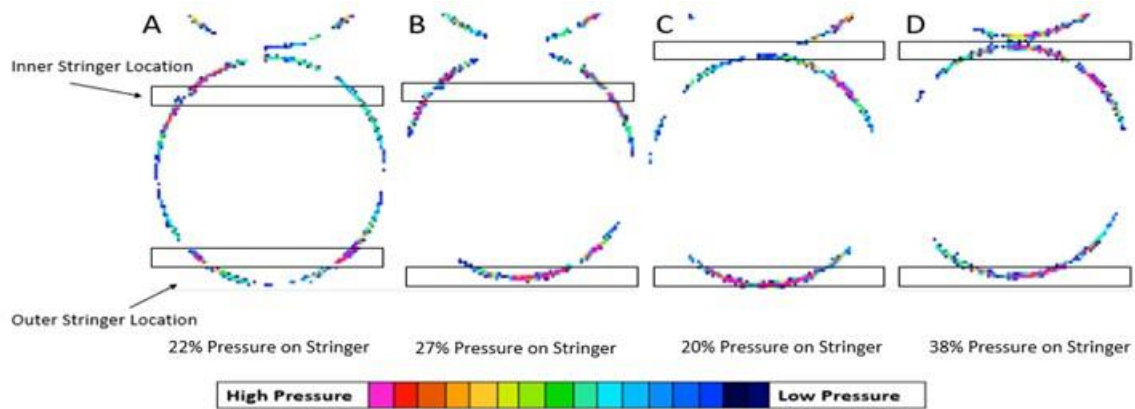 A B C D
Inner Stringer Location
Outer Stringer Location
22% Pressure on Stringer 27% Pressure on Stringer 20% Pressure on Stringer 38% Pressure on Stringer
High Pressure Low Pressure